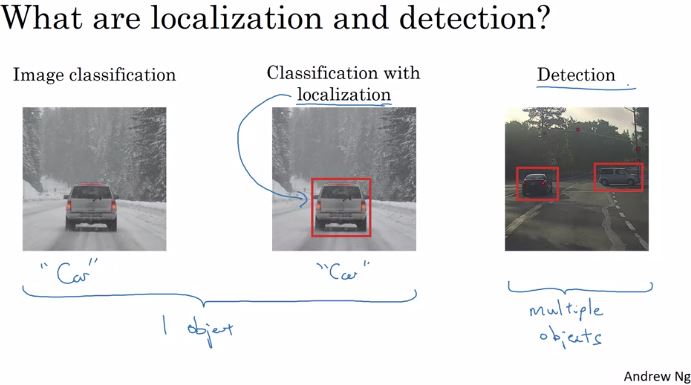 What are localization and detection?
Image classification
Classification with
localization
Detection
"Car"
"Car"
1 object
multiple
objects
Andrew Ng